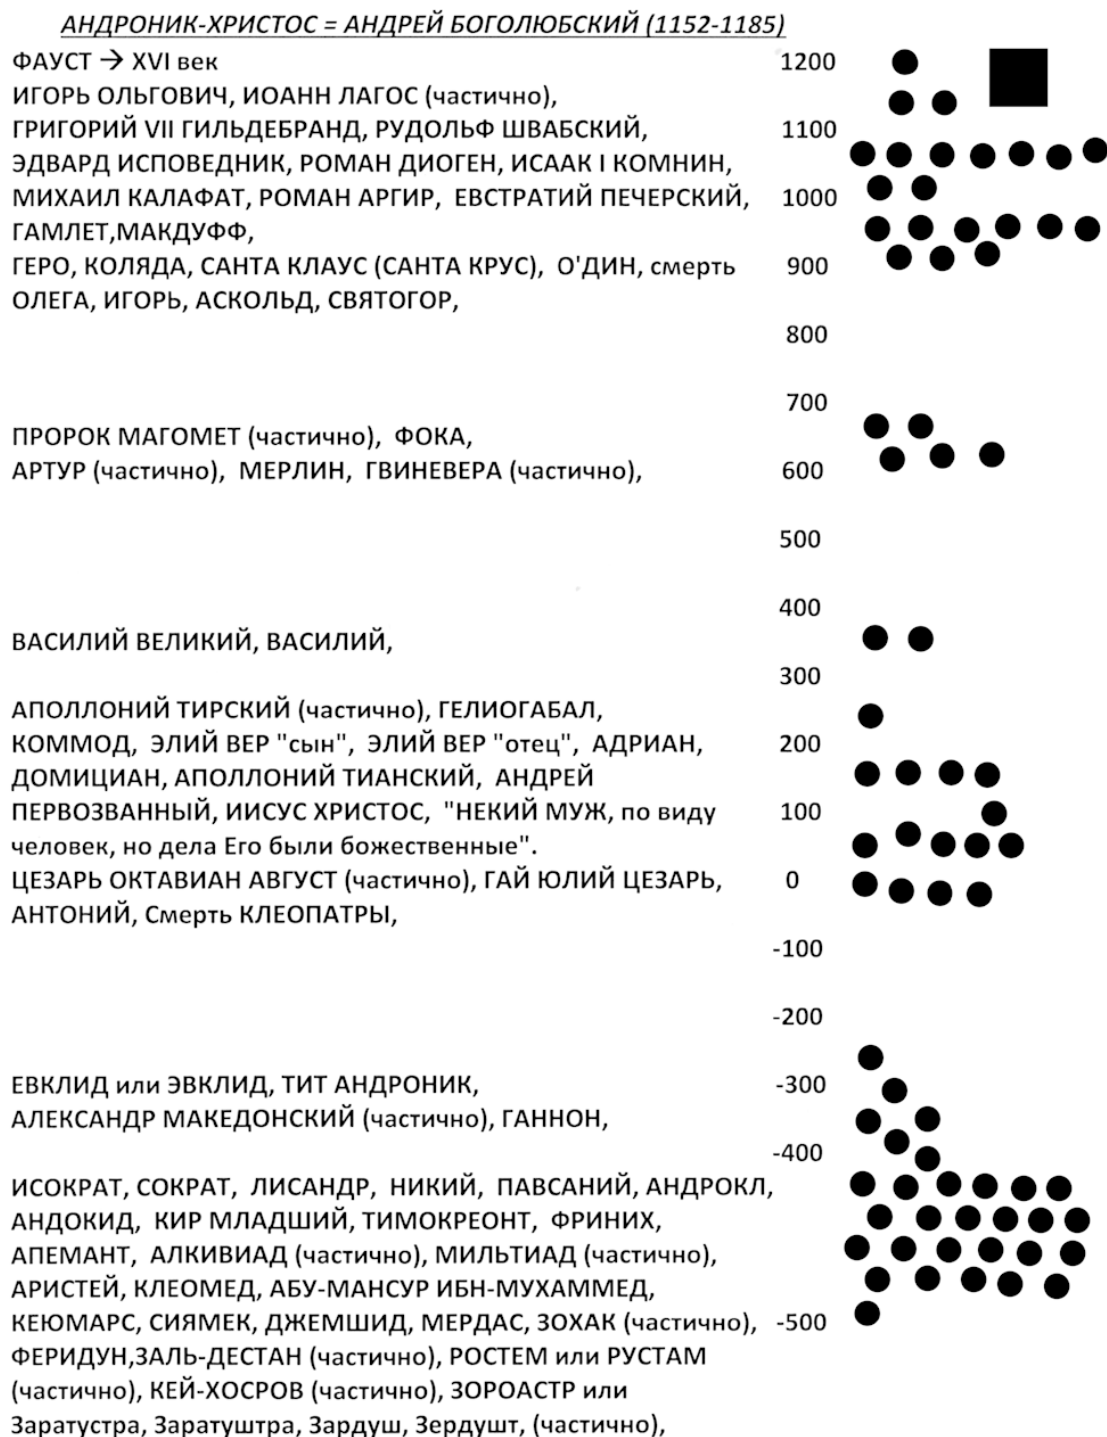 АНДРОНИК-ХРИСТОС = АНДРЕЙ БОГОЛЮБСКИЙ (1152-1185)
ФАУСТ → XVI век 1200
ИГОРЬ ОЛЬГОВИЧ, ИОАНН ЛАГОС (частично),
ГРИГОРИЙ VII ГИЛЬДЕБРАНД, РУДОЛЬФ ШВАБСКИЙ, 1100
ЭДВАРД ИСПОВЕДНИК, РОМАН ДИОГЕН, ИСААК I КОМНИН,
МИХАИЛ КАЛАФАТ, РОМАН АРГИР, ЕВСТРАТИЙ ПЕЧЕРСКИЙ, 1000
ГАМЛЕТ,МАКДУФФ,
ГЕРО, КОЛЯДА, САНТА КЛАУС (САНТА КРУС), О'ДИН, смерть 900
ОЛЕГА, ИГОРЬ, АСКОЛЬД, СВЯТОГОР,
800
700
ПРОРОК МАГОМЕТ (частично), ФОКА,
АРТУР (частично), МЕРЛИН, ГВИНЕВЕРА (частично), 600
500
400
ВАСИЛИЙ ВЕЛИКИЙ, ВАСИЛИЙ,
300
АПОЛЛОНИЙ ТИРСКИЙ (частично), ГЕЛИОГАБАЛ,
КОММОД, ЭЛИЙ ВЕР "сын", ЭЛИЙ ВЕР "отец", АДРИАН, 200
ДОМИЦИАН, АПОЛЛОНИЙ ТИАНСКИЙ, АНДРЕЙ
ПЕРВОЗВАННЫЙ, ИИСУС ХРИСТОС, "НЕКИЙ МУЖ, по виду 100
человек, но дела Его были божественные".
ЦЕЗАРЬ ОКТАВИАН АВГУСТ (частично), ГАЙ ЮЛИЙ ЦЕЗАРЬ, 0
АНТОНИЙ, Смерть КЛЕОПАТРЫ,
-100
-200
ЕВКЛИД или ЭВКЛИД, ТИТ АНДРОНИК, -300
АЛЕКСАНДР МАКЕДОНСКИЙ (частично), ГАННОН,
-400
ИСОКРАТ, СОКРАТ, ЛИСАНДР, НИКИЙ, ПАВСАНИЙ, АНДРОКЛ,
АНДОКИД, КИР МЛАДШИЙ, ТИМОКРЕОНТ, ФРИНИХ,
АПЕМАНТ, АЛКИВИАД (частично), МИЛЬТИАД (частично),
АРИСТЕЙ, КЛЕОМЕД, АБУ-МАНСУР ИБН-МУХАММЕД,
КЕЮМАРС, СИЯМЕК, ДЖЕМШИД, МЕРДАС, ЗОХАК (частично), -500
ФЕРИДУН,ЗАЛЬ-ДЕСТАН (частично), РОСТЕМ или РУСТАМ
(частично), КЕЙ-ХОСРОВ (частично), ЗОРОАСТР или
Заратустра, Заратуштра, Зардуш, Зердушт, (частично),